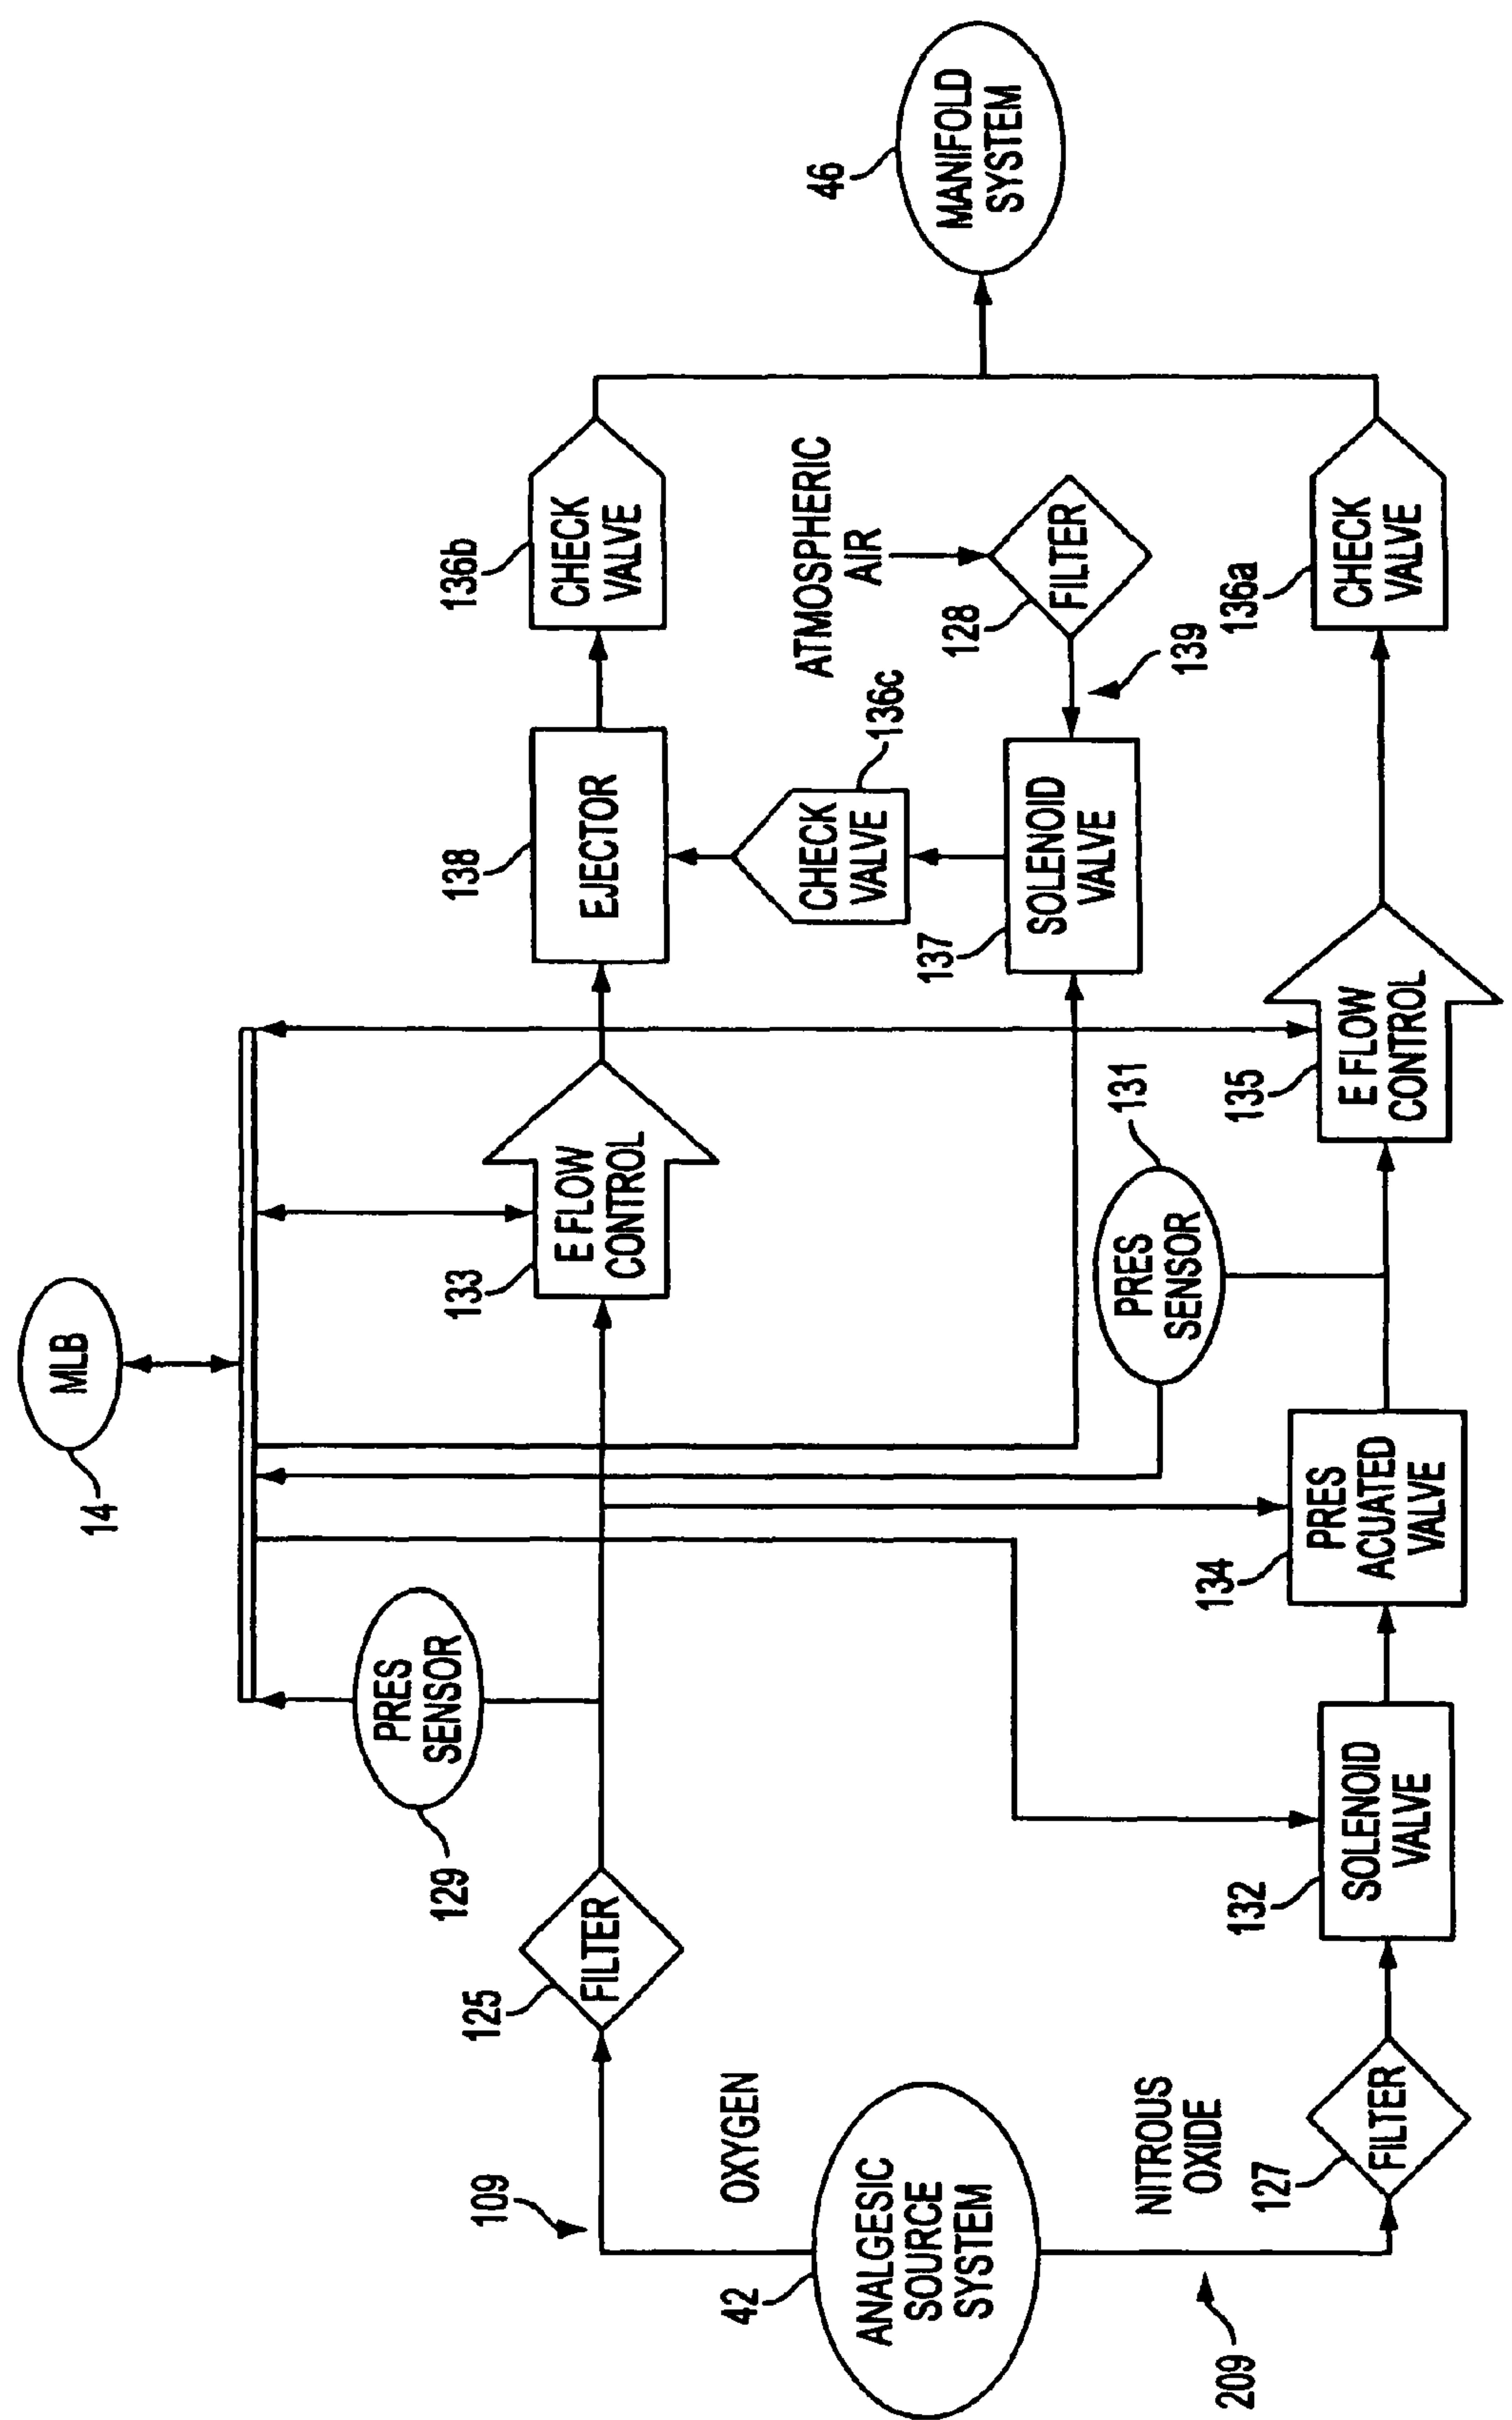 14
MLB
129
PRES
SENSOR
133
E FLOW
CONTROL
138
EJECTOR
136b
CHECK
VALVE
46
MANIFOLD
SYSTEM
109
125
FILTER
OXYGEN
42
ANALGESIC
SOURCE
SYSTEM
136c
CHECK
VALVE
ATMOSPHERIC
AIR
128
FILTER
139
137
SOLENOID
VALVE
131
PRES
SENSOR
NITROUS
OXIDE
209
127
FILTER
132
SOLENOID
VALVE
134
PRES
ACUATED
VALVE
135
E FLOW
CONTROL
136a
CHECK
VALVE